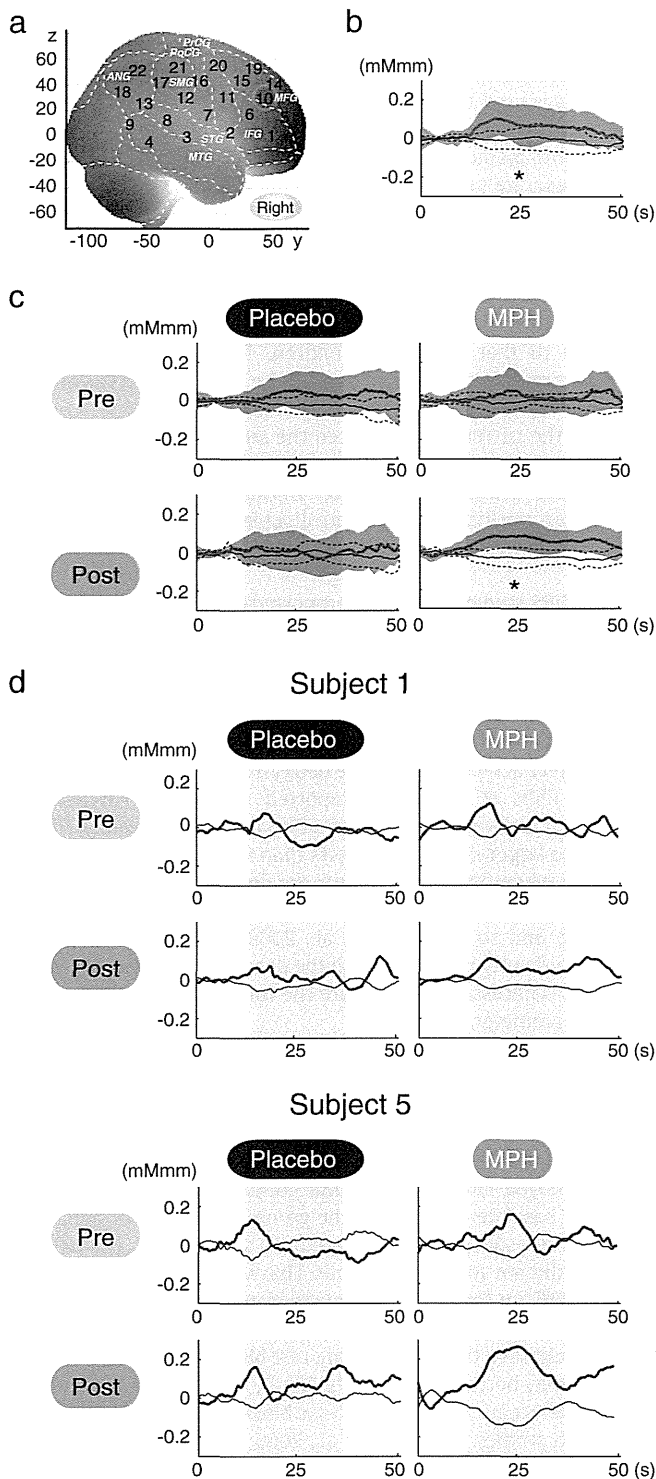 a
z
60
40
20
0
-20
-40
-60
PrCG
PoCG
ANG
SMG
MFG
STG
IFG
MTG
22 21 20 19
18 17 16 15 14
13 12 11 10
9 8 7 6 5
4 3 2 1
Right
-100 -50 0 50 y
b
(mMmm)
0.2
0
-0.2
*
0 25 50 (s)
c
(mMmm) Placebo MPH
Pre
0.2
0
-0.2
0 25 50 0 25 50
Post
0.2
0
-0.2
*
0 25 50 0 25 50 (s)
d
Subject 1
(mMmm) Placebo MPH
Pre
0.2
0
-0.2
0 25 50 0 25 50
Post
0.2
0
-0.2
0 25 50 0 25 50 (s)
Subject 5
(mMmm) Placebo MPH
Pre
0.2
0
-0.2
0 25 50 0 25 50
Post
0.2
0
-0.2
0 25 50 0 25 50 (s)